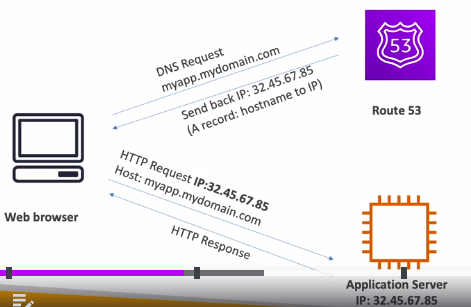 DNS Request
myapp.mydomain.com
Send back IP: 32.45.67.85
(A record: hostname to IP)
53
Route 53
Web browser
HTTP Request IP:32.45.67.85
Host: myapp.mydomain.com
HTTP Response
Application Server
IP: 32.45.67.85